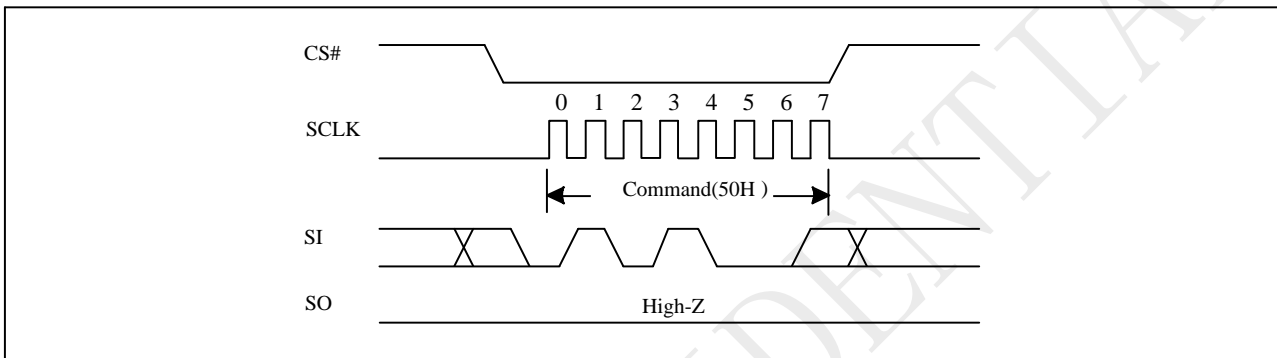 CS#
0 1 2 3 4 5 6 7
SCLK
Command(50H )
SI
SO
High-Z